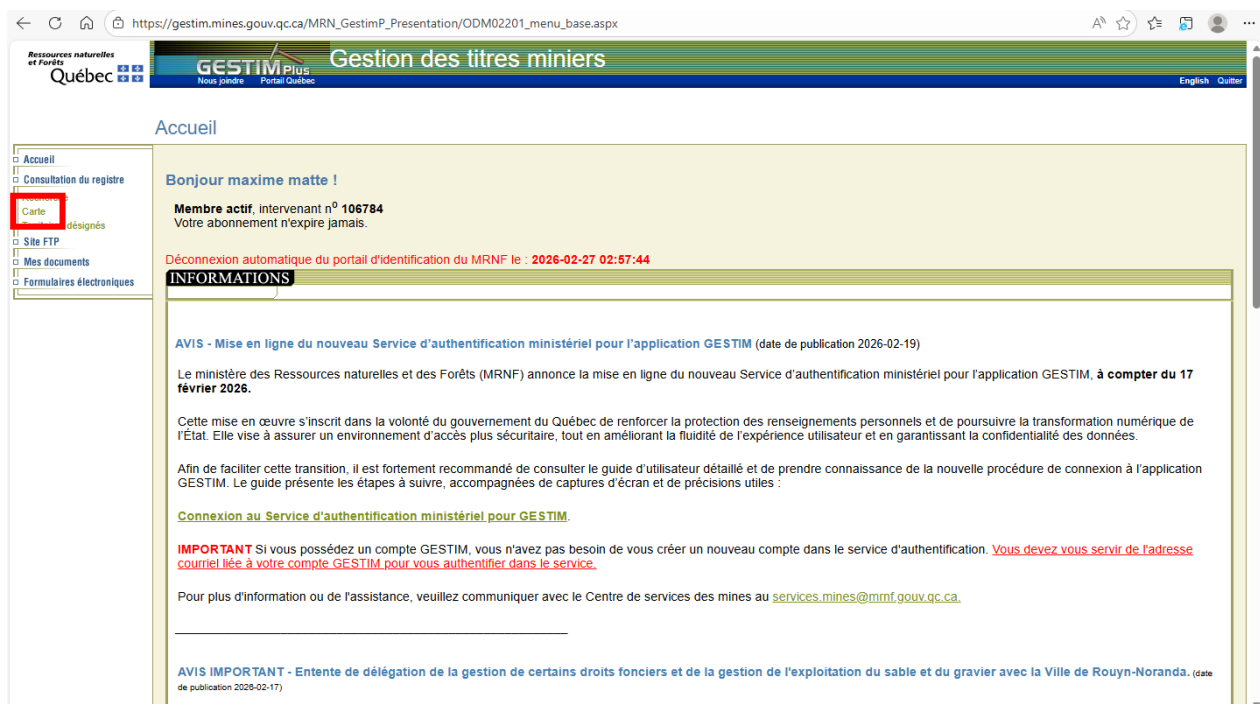 https://gestim.mines.gouv.qc.ca/MRN_GestimP_Presentation/ODM02201_menu_base.aspx
Ressources naturelles
et Forêts
Québec
GESTIM Plus
Gestion des titres miniers
Nous joindre Portail Québec
English Quitter
Accueil
Accueil
Consultation du registre
Carte
désignés
Site FTP
Mes documents
Formulaires électroniques
Bonjour maxime matte !
Membre actif, intervenant no 106784
Votre abonnement n'expire jamais.
Déconnexion automatique du portail d'identification du MRNF le : 2026-02-27 02:57:44
INFORMATIONS
AVIS - Mise en ligne du nouveau Service d'authentification ministériel pour l'application GESTIM (date de publication 2026-02-19)
Le ministère des Ressources naturelles et des Forêts (MRNF) annonce la mise en ligne du nouveau Service d'authentification ministériel pour l'application GESTIM, à compter du 17
février 2026.
Cette mise en œuvre s'inscrit dans la volonté du gouvernement du Québec de renforcer la protection des renseignements personnels et de poursuivre la transformation numérique de
l'État. Elle vise à assurer un environnement d'accès plus sécuritaire, tout en améliorant la fluidité de l'expérience utilisateur et en garantissant la confidentialité des données.
Afin de faciliter cette transition, il est fortement recommandé de consulter le guide d'utilisateur détaillé et de prendre connaissance de la nouvelle procédure de connexion à l'application
GESTIM. Le guide présente les étapes à suivre, accompagnées de captures d'écran et de précisions utiles :
Connexion au Service d'authentification ministériel pour GESTIM.
IMPORTANT Si vous possédez un compte GESTIM, vous n'avez pas besoin de vous créer un nouveau compte dans le service d'authentification. Vous devez vous servir de l'adresse
courriel liée à votre compte GESTIM pour vous authentifier dans le service.
Pour plus d'information ou de l'assistance, veuillez communiquer avec le Centre de services des mines au services.mines@mrnf.gouv.qc.ca.
AVIS IMPORTANT - Entente de délégation de la gestion de certains droits fonciers et de la gestion de l'exploitation du sable et du gravier avec la Ville de Rouyn-Noranda. (date
de publication 2026-02-17)